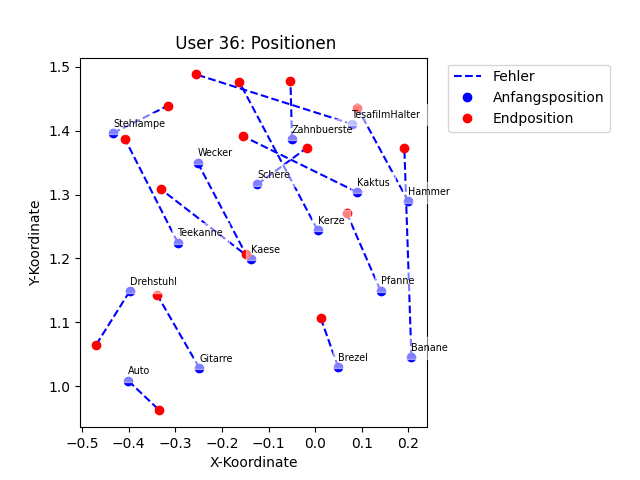 User 36: Positionen
Fehler
Anfangsposition
Endposition
1.5
1.4
1.3
1.2
1.1
1.0
Y-Koordinate
Stehlampe
TesafilmHalter
Zahnbuerste
Wecker
Schere
Kaktus
Hammer
Teekanne
Kerze
Kaese
Drehstuhl
Pfanne
Gitarre
Brezel
Banane
Auto
−0.5 −0.4 −0.3 −0.2 −0.1 0.0 0.1 0.2
X-Koordinate